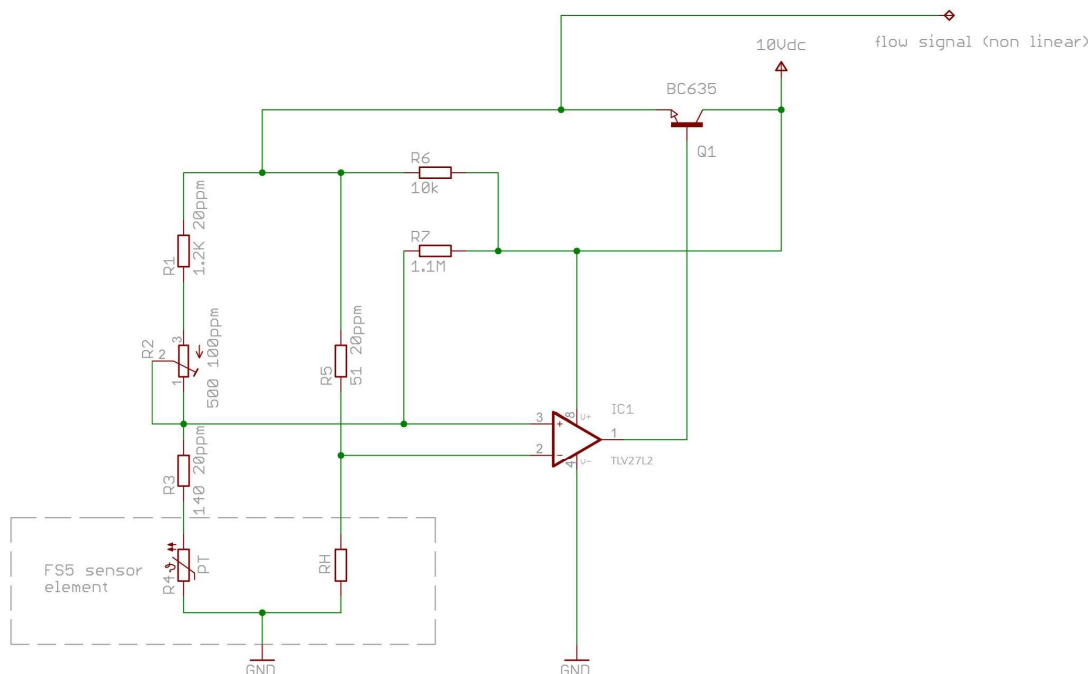 flow signal (non linear)
10Vdc
BC635
Q1
R6
10k
R7
1.1M
R1
1.2K 20ppm
R2
3
2
1
500 100ppm
R5
51 20ppm
R3
140 20ppm
3
+
2
-
8
V+
4
V-
1
IC1
TLV27L2
FS5 sensor
element
R4
PT
RH
GND
GND